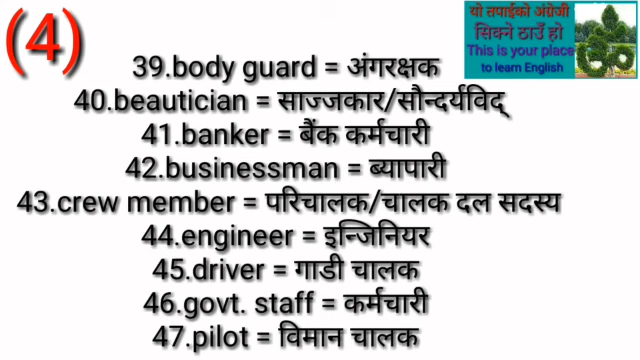 (4)
यो तपाईको अंग्रेजी
सिक्ने ठाउँ हो
This is your place
to learn English
39.body guard = अंगरक्षक
40.beautician = साज्जकार/सौन्दर्यविद्
41.banker = बैंक कर्मचारी
42.businessman = ब्यापारी
43.crew member = परिचालक/चालक दल सदस्य
44.engineer = इन्जिनियर
45.driver = गाडी चालक
46.govt. staff = कर्मचारी
47.pilot = विमान चालक